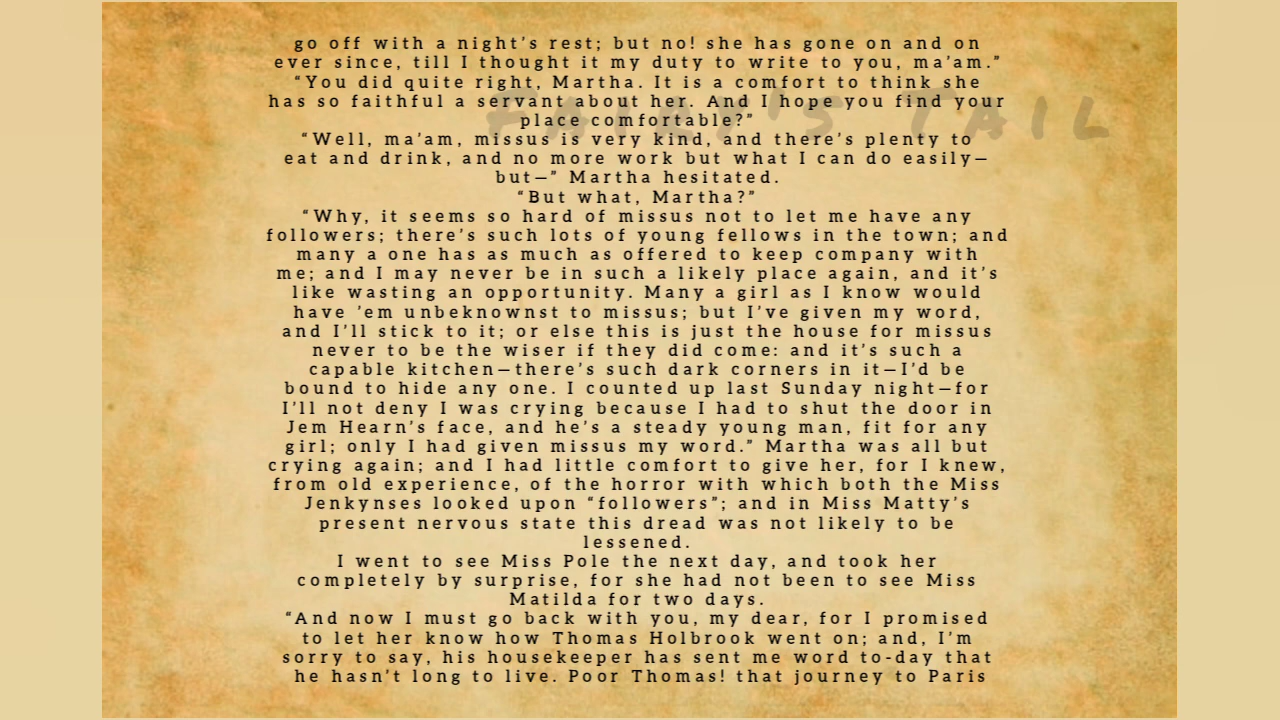 go off with a night's rest; but no! she has gone on and on
ever since, till I thought it my duty to write to you, ma'am.”
“You did quite right, Martha. It is a comfort to think she
has so faithful a servant about her. And I hope you find your
place comfortable?”
FAIRY'S TAIL
“Well, ma'am, missus is very kind, and there's plenty to
eat and drink, and no more work but what I can do easily—
but—” Martha hesitated.
“But what, Martha?”
“Why, it seems so hard of missus not to let me have any
followers; there's such lots of young fellows in the town; and
many a one has as much as offered to keep company with
me; and I may never be in such a likely place again, and it's
like wasting an opportunity. Many a girl as I know would
have 'em unbeknownst to missus; but I've given my word,
and I'll stick to it; or else this is just the house for missus
never to be the wiser if they did come: and it's such a
capable kitchen—there's such dark corners in it—I'd be
bound to hide any one. I counted up last Sunday night—for
I'll not deny I was crying because I had to shut the door in
Jem Hearn's face, and he's a steady young man, fit for any
girl; only I had given missus my word.” Martha was all but
crying again; and I had little comfort to give her, for I knew,
from old experience, of the horror with which both the Miss
Jenkynses looked upon “followers”; and in Miss Matty's
present nervous state this dread was not likely to be
lessened.
I went to see Miss Pole the next day, and took her
completely by surprise, for she had not been to see Miss
Matilda for two days.
“And now I must go back with you, my dear, for I promised
to let her know how Thomas Holbrook went on; and, I'm
sorry to say, his housekeeper has sent me word to-day that
he hasn't long to live. Poor Thomas! that journey to Paris